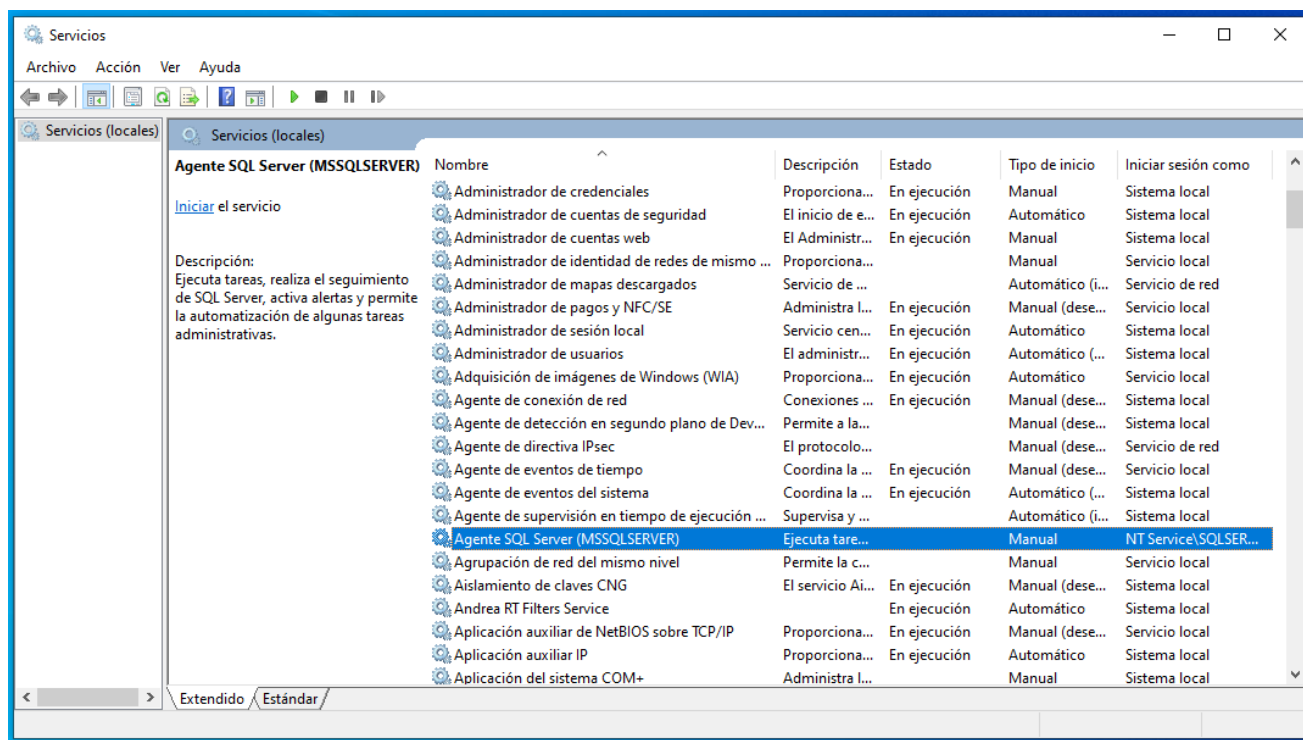 Servicios
Archivo Acción Ver Ayuda
Servicios (locales)
Servicios (locales)
Agente SQL Server (MSSQLSERVER)
Iniciar el servicio
Descripción:
Ejecuta tareas, realiza el seguimiento
de SQL Server, activa alertas y permite
la automatización de algunas tareas
administrativas.
Nombre Descripción Estado Tipo de inicio Iniciar sesión como
Administrador de credenciales Proporciona... En ejecución Manual Sistema local
Administrador de cuentas de seguridad El inicio de e... En ejecución Automático Sistema local
Administrador de cuentas web El Administr... En ejecución Manual Sistema local
Administrador de identidad de redes de mismo ... Proporciona... Manual Servicio local
Administrador de mapas descargados Servicio de ... Automático (i... Servicio de red
Administrador de pagos y NFC/SE Administra l... En ejecución Manual (dese... Servicio local
Administrador de sesión local Servicio cen... En ejecución Automático Sistema local
Administrador de usuarios El administr... En ejecución Automático (... Sistema local
Adquisición de imágenes de Windows (WIA) Proporciona... En ejecución Automático Servicio local
Agente de conexión de red Conexiones ... En ejecución Manual (dese... Sistema local
Agente de detección en segundo plano de Dev... Permite a la... Manual (dese... Sistema local
Agente de directiva IPsec El protocolo... Manual (dese... Servicio de red
Agente de eventos de tiempo Coordina la ... En ejecución Manual (dese... Servicio local
Agente de eventos del sistema Coordina la ... En ejecución Automático (... Sistema local
Agente de supervisión en tiempo de ejecución ... Supervisa y ... Automático (i... Sistema local
Agente SQL Server (MSSQLSERVER) Ejecuta tare... Manual NT Service\SQLSER...
Agrupación de red del mismo nivel Permite la c... Manual Servicio local
Aislamiento de claves CNG El servicio Ai... En ejecución Manual (dese... Sistema local
Andrea RT Filters Service En ejecución Automático Sistema local
Aplicación auxiliar de NetBIOS sobre TCP/IP Proporciona... En ejecución Manual (dese... Servicio local
Aplicación auxiliar IP Proporciona... En ejecución Automático Sistema local
Aplicación del sistema COM+ Administra l... Manual Sistema local
Extendido Estándar